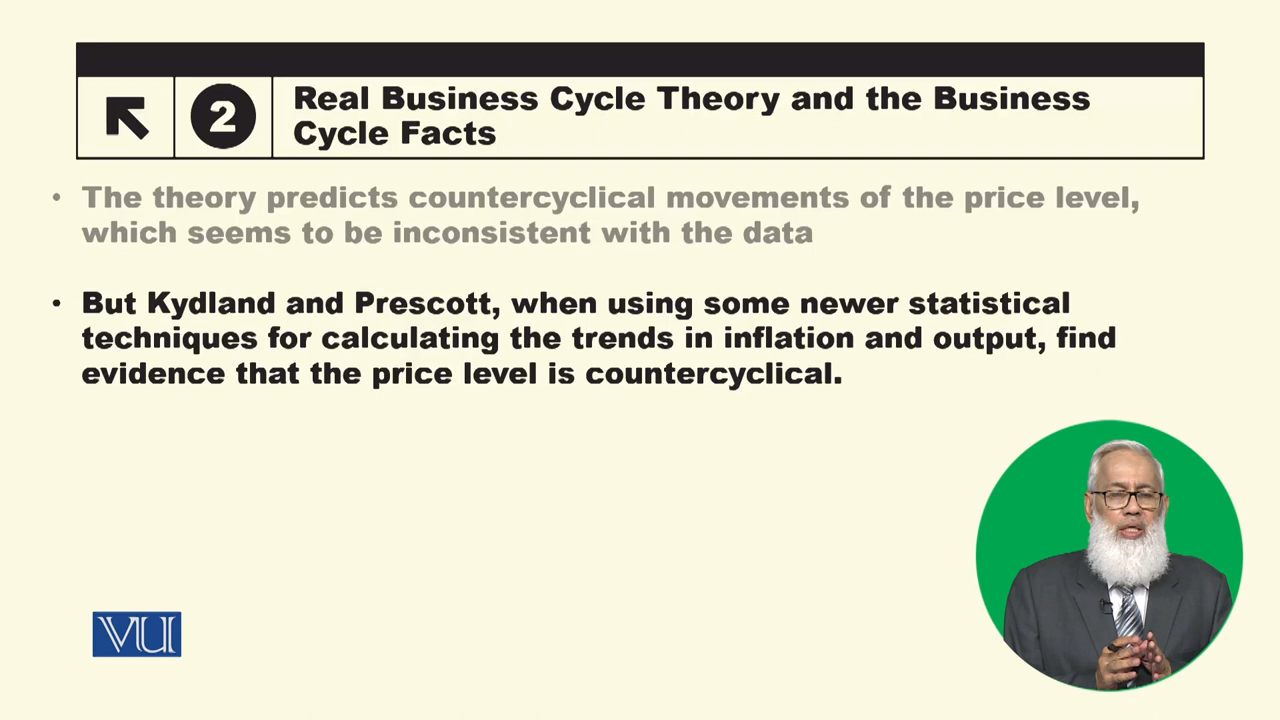 2
Real Business Cycle Theory and the Business
Cycle Facts
• The theory predicts countercyclical movements of the price level,
which seems to be inconsistent with the data
• But Kydland and Prescott, when using some newer statistical
techniques for calculating the trends in inflation and output, find
evidence that the price level is countercyclical.
VU